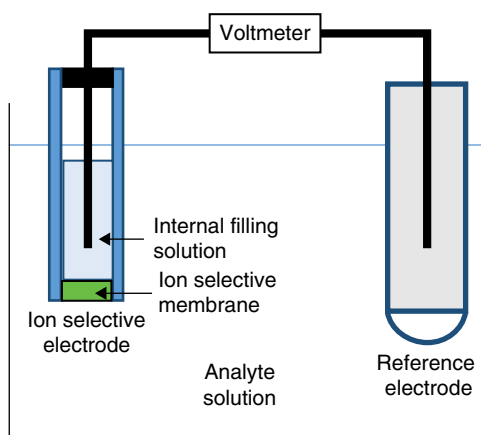 Voltmeter
Internal filling
solution
Ion selective
membrane
Ion selective
electrode
Reference
electrode
Analyte
solution